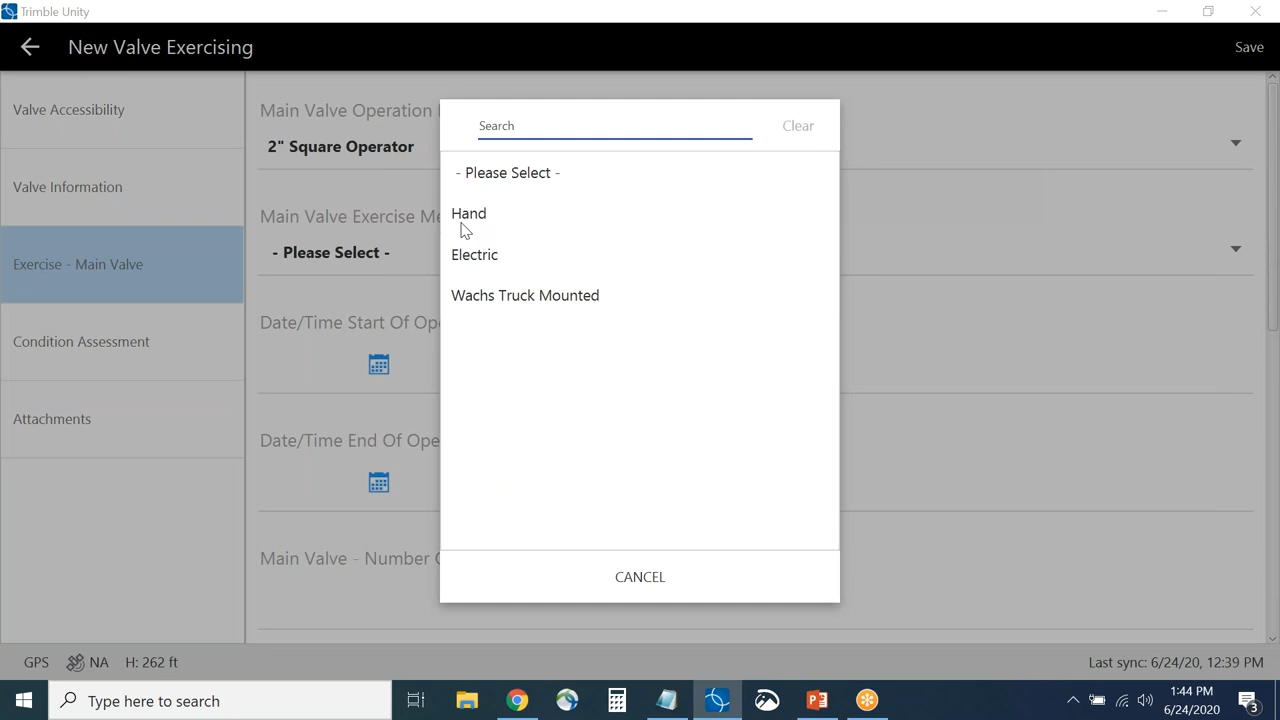 Trimble Unity
New Valve Exercising
Save
Valve Accessibility
Valve Information
Exercise - Main Valve
Condition Assessment
Attachments
Main Valve Operation
2" Square Operator
Main Valve Exercise
- Please Select -
Date/Time Start Of
Date/Time End Of
Main Valve - Number
Search
Clear
- Please Select -
Hand
Electric
Wachs Truck Mounted
CANCEL
GPS NA H: 262 ft
Last sync: 6/24/20, 12:39 PM
Type here to search
1:44 PM
6/24/2020
3